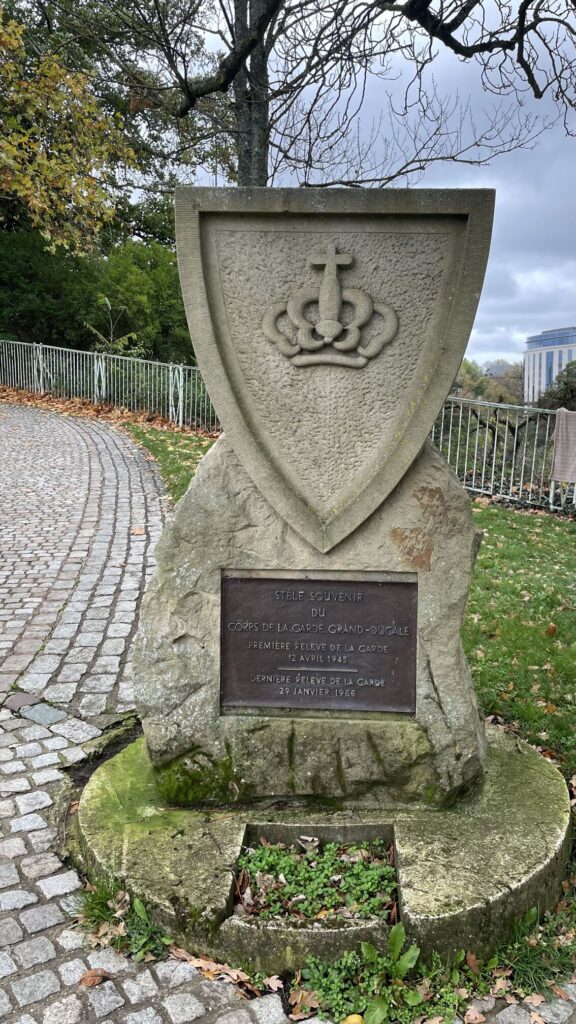 STÈLE SOUVENIR
DU
CORPS DE LA GARDE GRAND-DUCALE
PREMIÈRE RELÈVE DE LA GARDE
12 AVRIL 1945
DERNIÈRE RELÈVE DE LA GARDE
29 JANVIER 1966